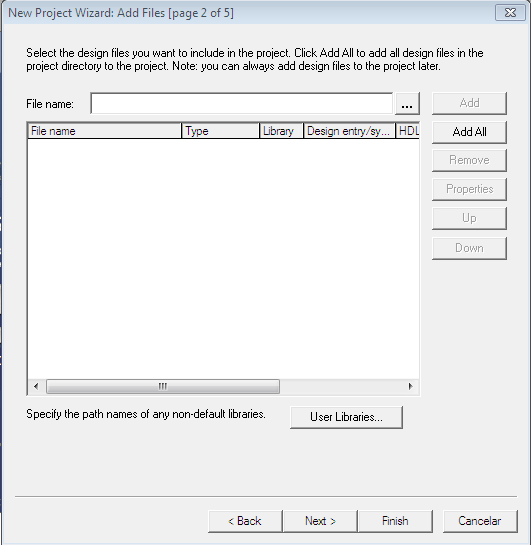 New Project Wizard: Add Files [page 2 of 5]
Select the design files you want to include in the project. Click Add All to add all design files in the
project directory to the project. Note: you can always add design files to the project later.
File name:
...
Add
File name Type Library Design entry/sy... HDL
Add All
Remove
Properties
Up
Down
Specify the path names of any non-default libraries.
User Libraries...
< Back
Next >
Finish
Cancelar